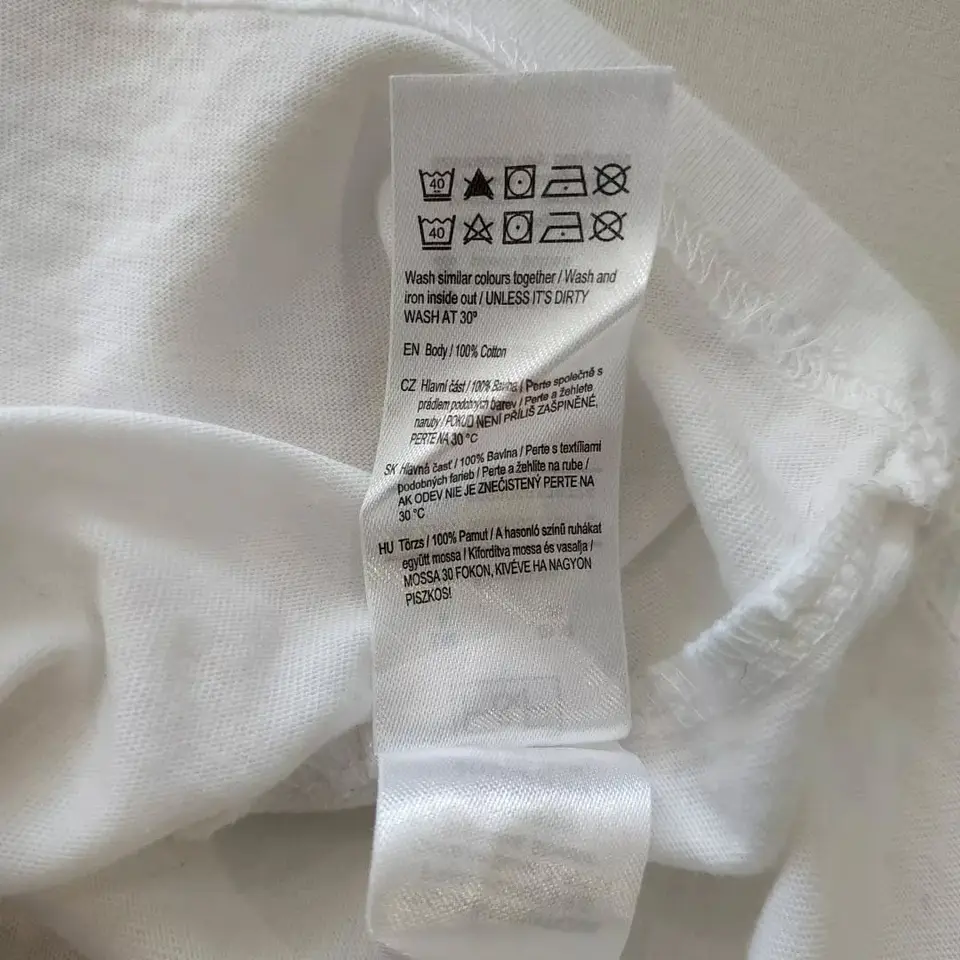 40
40
Wash similar colours together / Wash and
iron inside out / UNLESS IT'S DIRTY
WASH AT 30º
EN Body / 100% Cotton
CZ Hlavní část / 100% Bavlna / Perte společně s
prádlem podobných barev / Perte a žehlete
naruby / POKUD NENÍ PŘÍLIŠ ZAŠPINĚNÉ,
PERTE NA 30 °C
SK Hlavná časť / 100% Bavlna / Perte s textíliami
podobných farieb / Perte a žehlite na rube /
AK ODEV NIE JE ZNEČISTENÝ PERTE NA
30 °C
HU Törzs / 100% Pamut / A hasonló színű ruhákat
együtt mossa / Kifordítva mossa és vasalja /
MOSSA 30 FOKON, KIVÉVE HA NAGYON
PISZKOS!